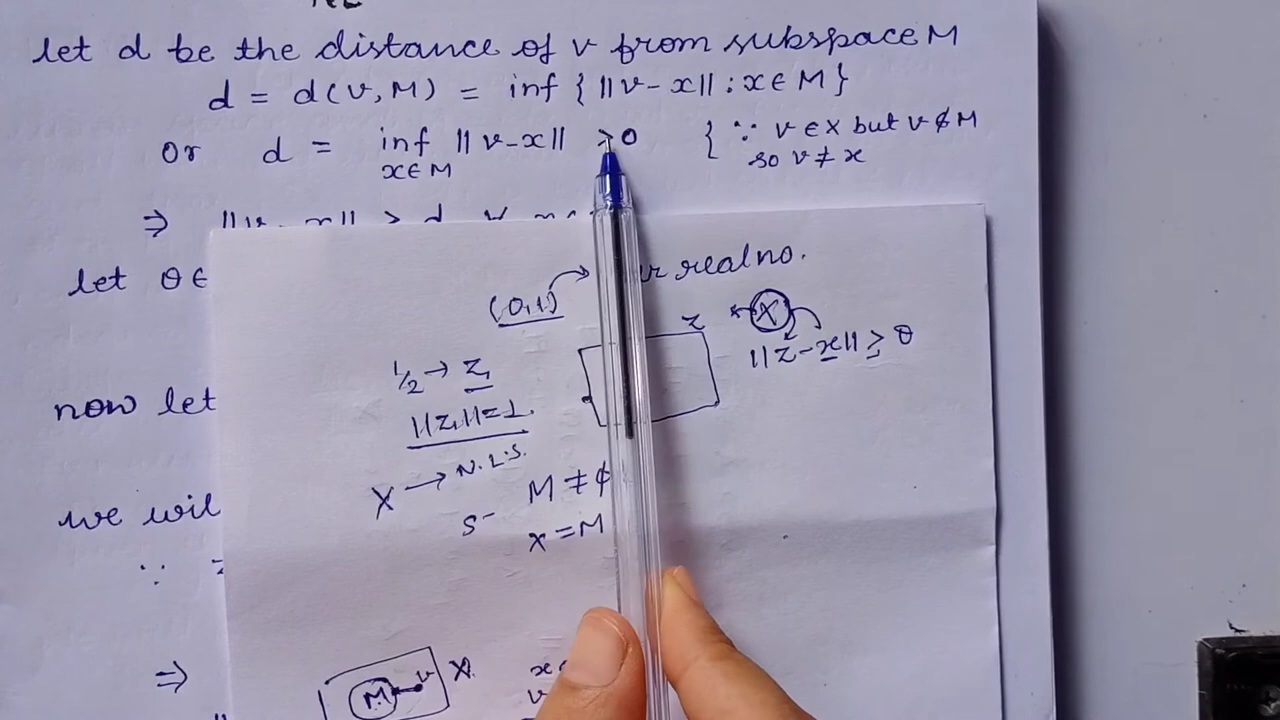 let d be the distance of v from subspace M
d = d(v, M) = inf { ||v-x|| : x ∈ M}
or d = inf ||v-x|| > 0 { ∵ v ∈ X but v ∉ M
x∈M so v ≠ x
⇒
let θ ∈
real no.
(0,1)
z X
||z-x|| ≥ θ
1/2 → z₁
now let
||z₁||=1.
X → N.L.S.
M ≠ ϕ
we wil
X = M
∵
M v X
⇒